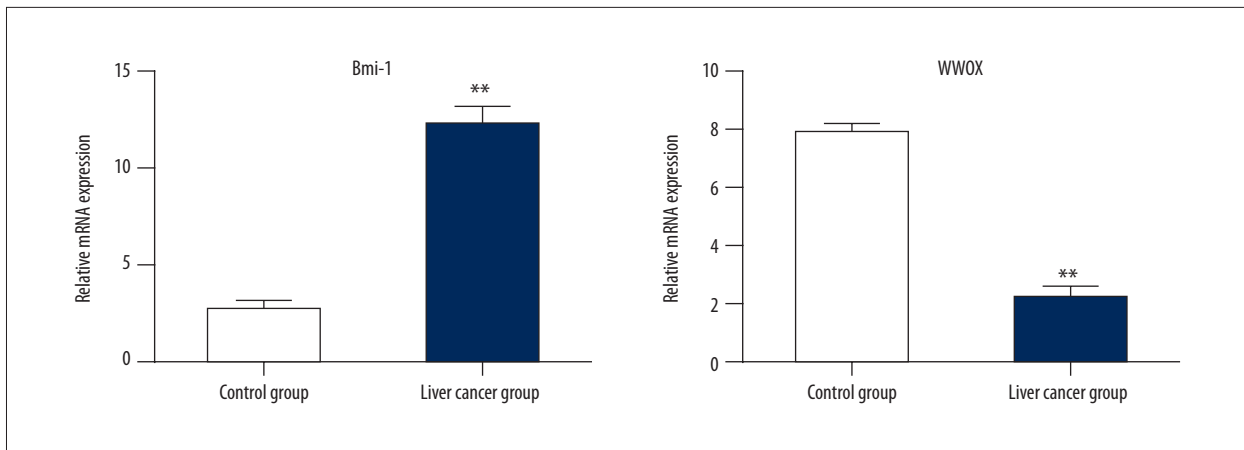 Bmi-1
Relative mRNA expression
15
10
5
0
**
Control group
Liver cancer group
WWOX
Relative mRNA expression
10
8
6
4
2
0
**
Control group
Liver cancer group